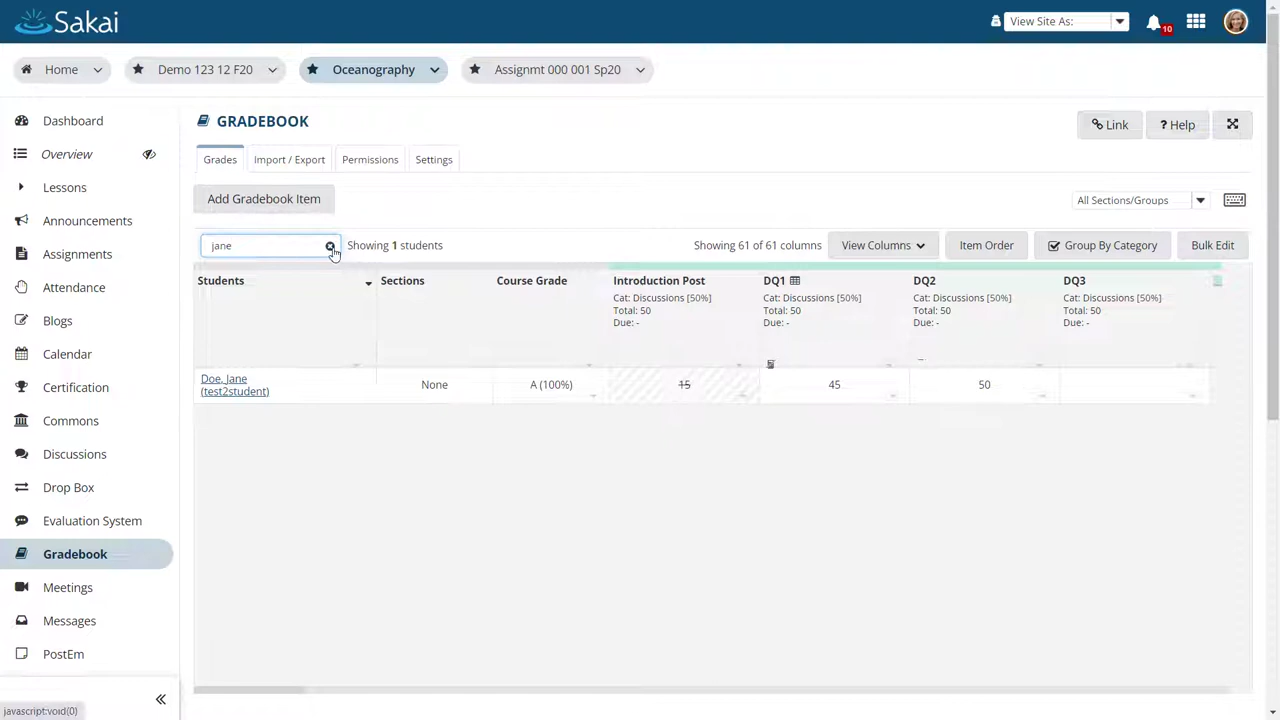 Sakai
View Site As:
10
Home
Demo 123 12 F20
Oceanography
Assignmt 000 001 Sp20
Dashboard
Overview
Lessons
Announcements
Assignments
Attendance
Blogs
Calendar
Certification
Commons
Discussions
Drop Box
Evaluation System
Gradebook
Meetings
Messages
PostEm
javascript:void(0)
GRADEBOOK
Link
? Help
Grades
Import / Export
Permissions
Settings
Add Gradebook Item
All Sections/Groups
jane
Showing 1 students
Showing 61 of 61 columns
View Columns
Item Order
Group By Category
Bulk Edit
Students
Sections
Course Grade
Introduction Post
Cat: Discussions [50%]
Total: 50
Due: -
DQ1
Cat: Discussions [50%]
Total: 50
Due: -
DQ2
Cat: Discussions [50%]
Total: 50
Due: -
DQ3
Cat: Discussions [50%]
Total: 50
Due: -
Doe, Jane
(test2student)
None
A (100%)
15
45
50